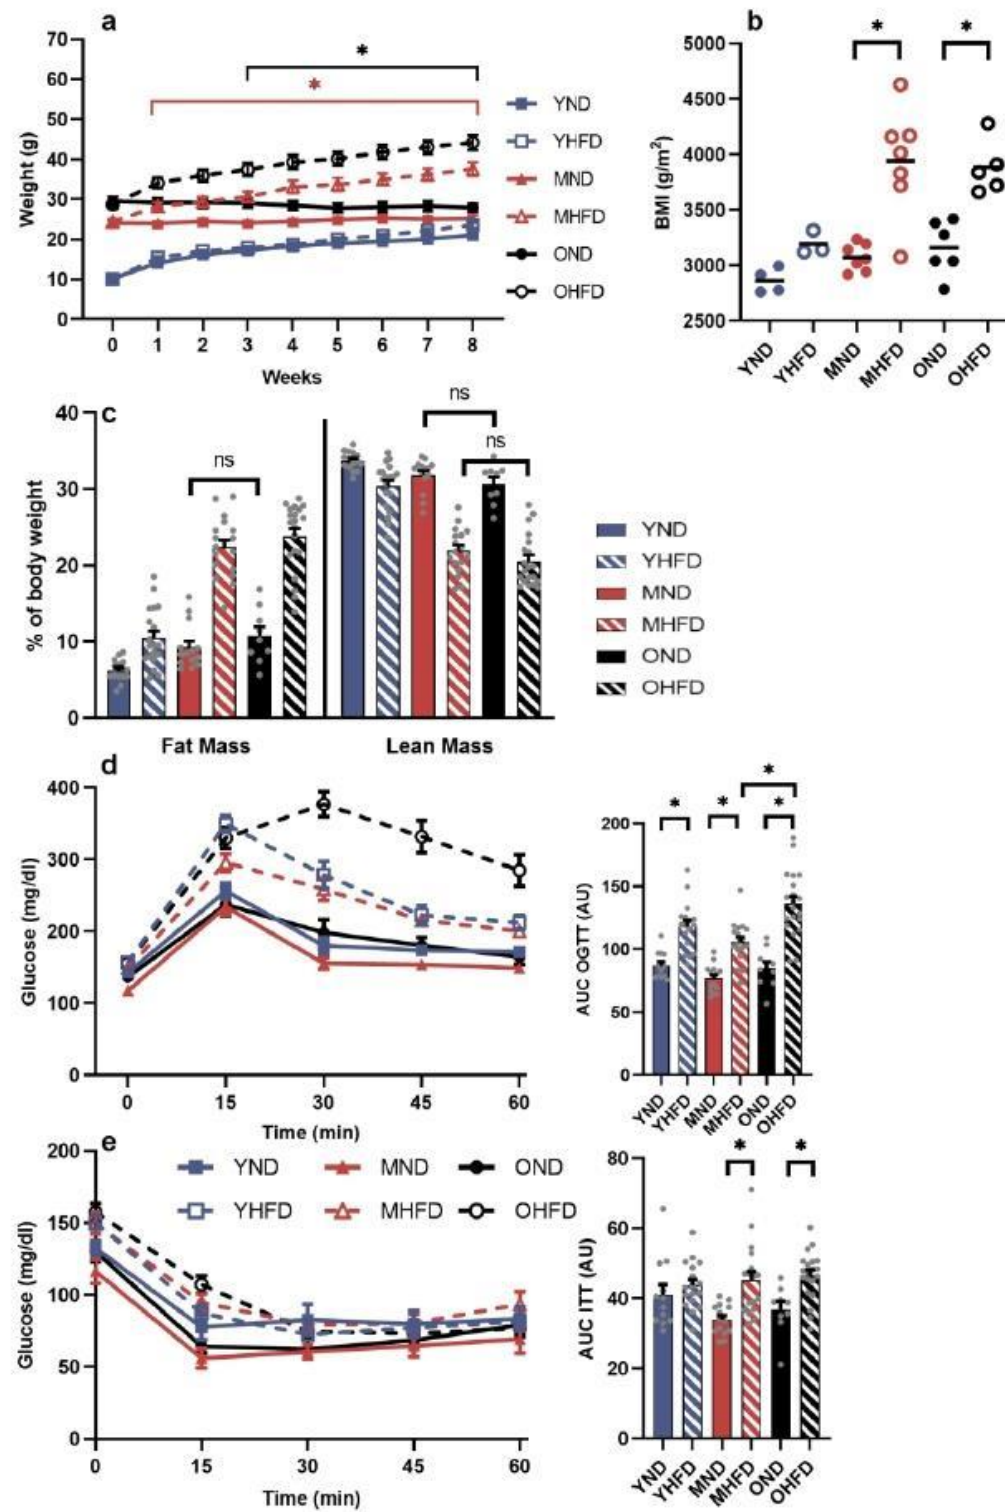 a
70
60
50
40
30
20
10
0
Weight (g)
*
*
0 1 2 3 4 5 6 7 8
Weeks
YND
YHFD
MND
MHFD
OND
OHFD
b
5000
4500
4000
3500
3000
2500
BMI (g/m²)
* *
YND YHFD MND MHFD OND OHFD
c
40
30
20
10
0
% of body weight
ns
ns
ns
Fat Mass Lean Mass
YND
YHFD
MND
MHFD
OND
OHFD
d
400
300
200
100
0
Glucose (mg/dl)
0 15 30 45 60
Time (min)
200
150
100
50
0
AUC OGTT (AU)
*
* * *
YND YHFD MND MHFD OND OHFD
e
200
150
100
50
0
Glucose (mg/dl)
YND MND OND
YHFD MHFD OHFD
0 15 30 45 60
Time (min)
80
60
40
20
0
AUC ITT (AU)
* *
YND YHFD MND MHFD OND OHFD